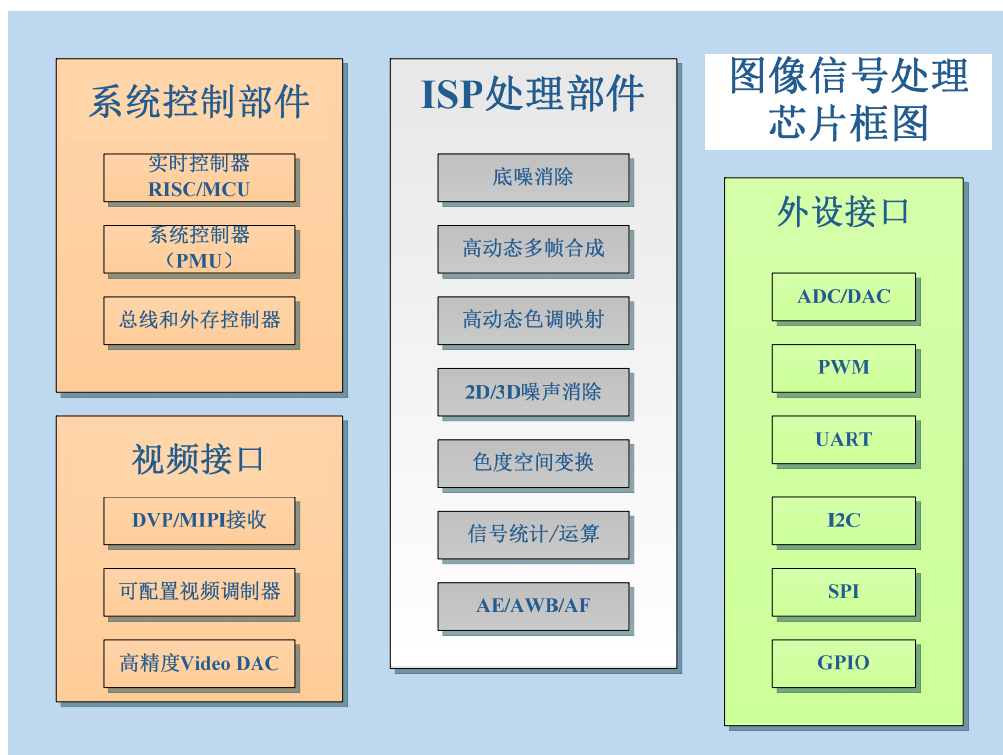 系统控制部件
实时控制器
RISC/MCU
系统控制器
（PMU）
总线和外存控制器
视频接口
DVP/MIPI接收
可配置视频调制器
高精度Video DAC
ISP处理部件
底噪消除
高动态多帧合成
高动态色调映射
2D/3D噪声消除
色度空间变换
信号统计/运算
AE/AWB/AF
图像信号处理
芯片框图
外设接口
ADC/DAC
PWM
UART
I2C
SPI
GPIO